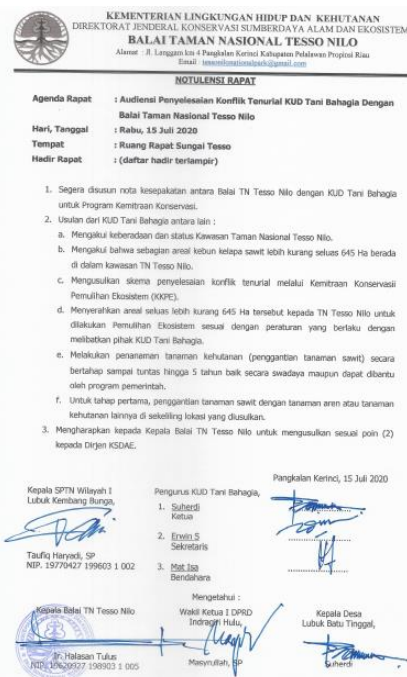 KEMENTERIAN LINGKUNGAN HIDUP DAN KEHUTANAN
DIREKTORAT JENDERAL KONSERVASI SUMBERDAYA ALAM DAN EKOSISTEM
BALAI TAMAN NASIONAL TESSO NILO
Alamat : Jl. Langgam km 4 Pangkalan Kerinci Kabupaten Pelalawan Propinsi Riau
Email : tessonilonationalpark@gmail.com
NOTULENSI RAPAT
Agenda Rapat : Audiensi Penyelesaian Konflik Tenurial KUD Tani Bahagia Dengan
Balai Taman Nasional Tesso Nilo
Hari, Tanggal : Rabu, 15 Juli 2020
Tempat : Ruang Rapat Sungai Tesso
Hadir Rapat : (daftar hadir terlampir)
1. Segera disusun nota kesepakatan antara Balai TN Tesso Nilo dengan KUD Tani Bahagia
untuk Program Kemitraan Konservasi.
2. Usulan dari KUD Tani Bahagia antara lain :
a. Mengakui keberadaan dan status Kawasan Taman Nasional Tesso Nilo.
b. Mengakui bahwa sebagian areal kebun kelapa sawit lebih kurang seluas 645 Ha berada
di dalam kawasan TN Tesso Nilo.
c. Mengusulkan skema penyelesaian konflik tenurial melalui Kemitraan Konservasii
Pemulihan Ekosistem (KKPE).
d. Menyerahkan areal seluas lebih kurang 645 Ha tersebut kepada TN Tesso Nilo untuk
dilakukan Pemulihan Ekosistem sesuai dengan peraturan yang berlaku dengan
melibatkan pihak KUD Tani Bahagia.
e. Melakukan penanaman tanaman kehutanan (penggantian tanaman sawit) secara
bertahap sampai tuntas hingga 5 tahun baik secara swadaya maupun dapat dibantu
oleh program pemerintah.
f. Untuk tahap pertama, penggantian tanaman sawit dengan tanaman aren atau tanaman
kehutanan lainnya di sekeliling lokasi yang diusulkan.
3. Mengharapkan kepada Kepala Balai TN Tesso Nilo untuk mengusulkan sesuai poin (2)
kepada Dirjen KSDAE.
Pangkalan Kerinci, 15 Juli 2020
Kepala SPTN Wilayah I
Lubuk Kembang Bunga,
Taufiq Haryadi, SP
NIP. 19770427 199603 1 002
Pengurus KUD Tani Bahagia,
1. Suherdi
Ketua
2. Erwin S
Sekretaris
3. Mat Isa
Bendahara
Mengetahui :
Kepala Balai TN Tesso Nilo
Ir. Halasan Tulus
NIP. 19620927 198903 1 005
Wakil Ketua I DPRD
Indragiri Hulu,
Masyrullah, SP
Kepala Desa
Lubuk Batu Tinggal,
Suherdi